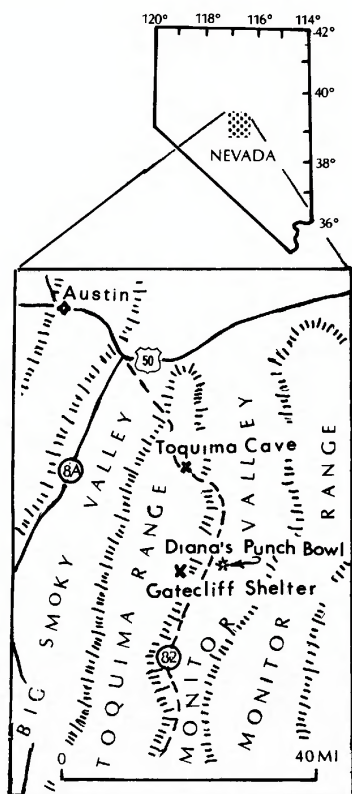 120° 118° 116° 114°
42°
40°
38°
36°
NEVADA
Austin
50
8A
Toquima Cave
Diana's Punch Bowl
Gatecliff Shelter
82
BIG SMOKY VALLEY
TOQUIMA RANGE
MONITOR VALLEY
MONITOR RANGE
0 40 MI